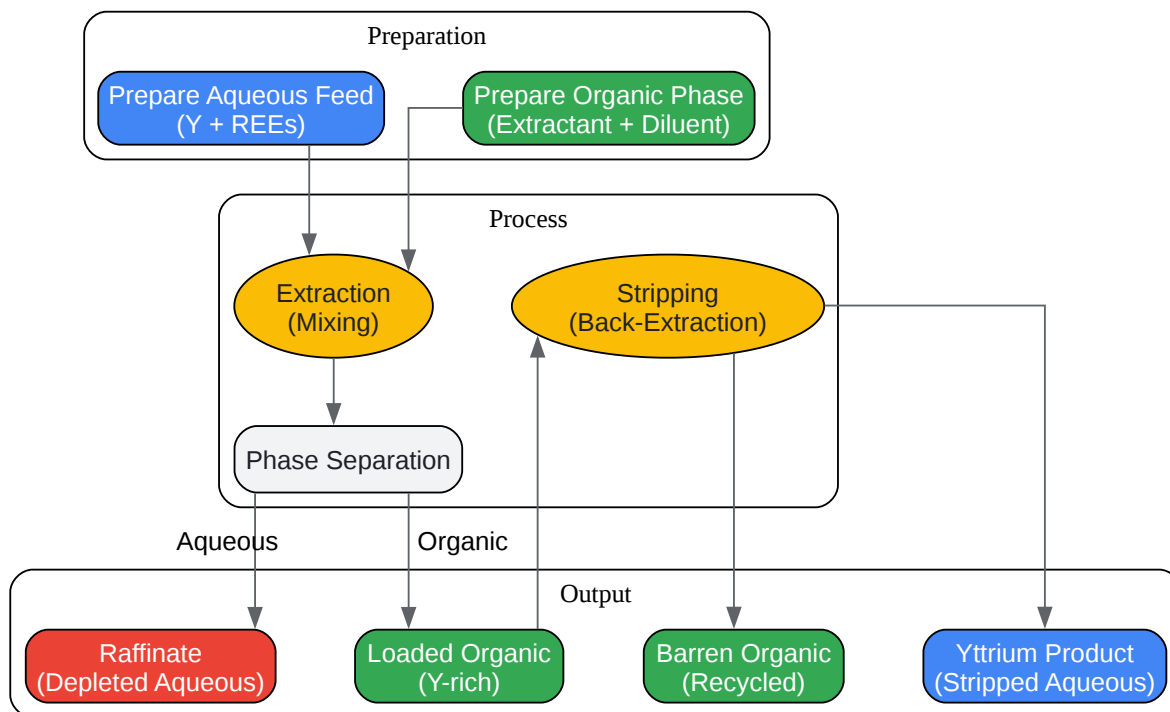 Preparation
Prepare Aqueous Feed
(Y + REEs)
Prepare Organic Phase
(Extractant + Diluent)
Process
Extraction
(Mixing)
Stripping
(Back-Extraction)
Phase Separation
Aqueous
Organic
Output
Raffinate
(Depleted Aqueous)
Loaded Organic
(Y-rich)
Barren Organic
(Recycled)
Yttrium Product
(Stripped Aqueous)